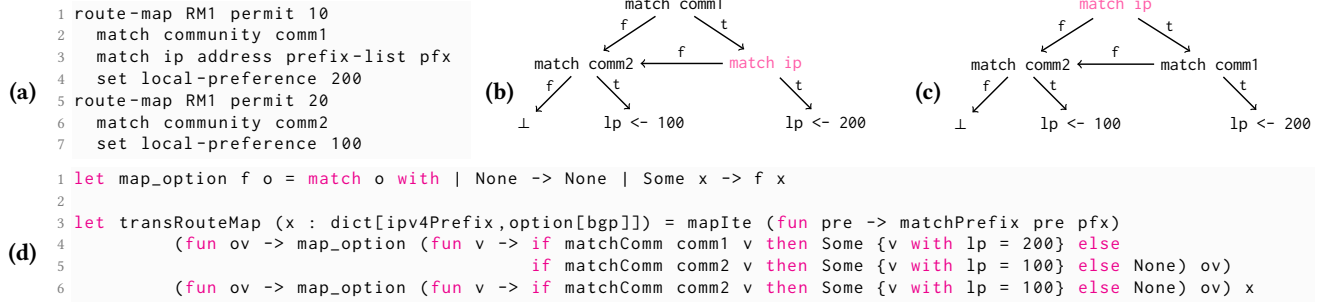 (a)
1 route-map RM1 permit 10
2   match community comm1
3   match ip address prefix-list pfx
4   set local-preference 200
5 route-map RM1 permit 20
6   match community comm2
7   set local-preference 100
(b)
match comm1
f t
match comm2 f match ip
f t t
⊥ lp <- 100 lp <- 200
(c)
match ip
f t
match comm2 f match comm1
f t t
⊥ lp <- 100 lp <- 200
(d)
1 let map_option f o = match o with | None -> None | Some x -> f x
2
3 let transRouteMap (x : dict[ipv4Prefix,option[bgp]]) = mapIte (fun pre -> matchPrefix pre pfx)
4         (fun ov -> map_option (fun v -> if matchComm comm1 v then Some {v with lp = 200} else
5                                         if matchComm comm2 v then Some {v with lp = 100} else None) ov)
6         (fun ov -> map_option (fun v -> if matchComm comm2 v then Some {v with lp = 100} else None) ov) x